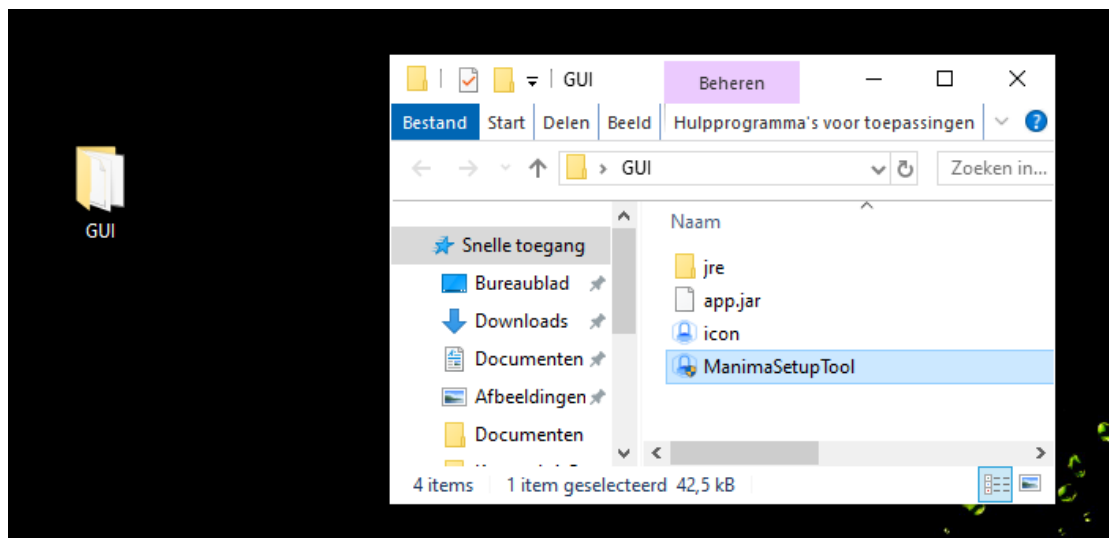 GUI
GUI
Beheren
Bestand Start Delen Beeld Hulpprogramma's voor toepassingen
GUI
Zoeken in...
Snelle toegang
Bureaublad
Downloads
Documenten
Afbeeldingen
Documenten
Naam
jre
app.jar
icon
ManimaSetupTool
4 items 1 item geselecteerd 42,5 kB